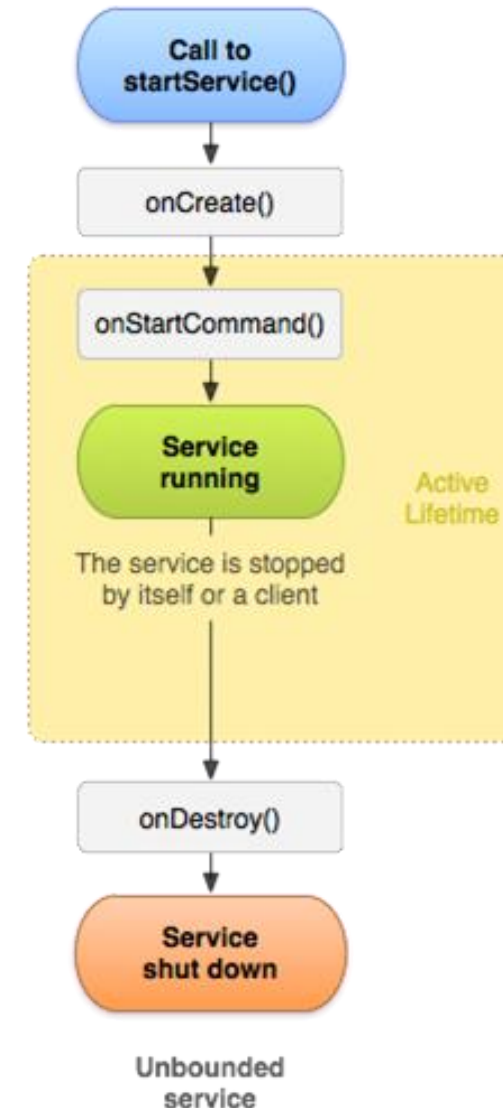 Call to
startService()
onCreate()
onStartCommand()
Service
running
Active
Lifetime
The service is stopped
by itself or a client
onDestroy()
Service
shut down
Unbounded
service